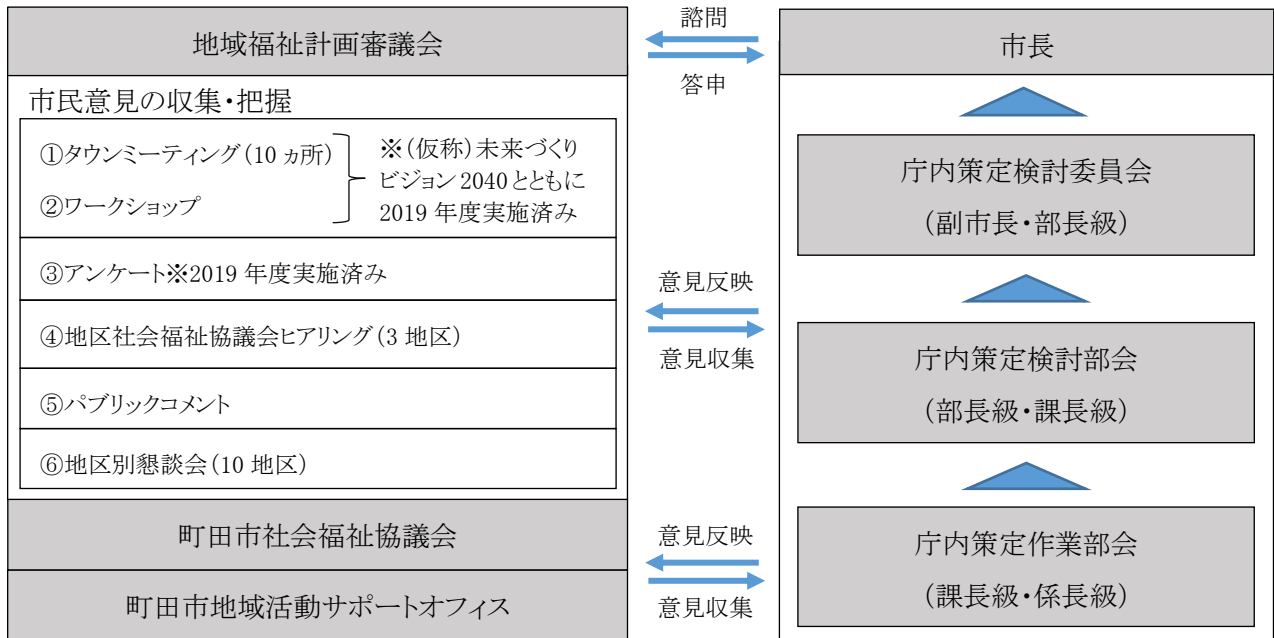 地域福祉計画審議会
市民意見の収集・把握
①タウンミーティング(10ヵ所)
②ワークショップ
※(仮称)未来づくり
ビジョン2040とともに
2019年度実施済み
③アンケート※2019年度実施済み
④地区社会福祉協議会ヒアリング(3地区)
⑤パブリックコメント
⑥地区別懇談会(10地区)
町田市社会福祉協議会
町田市地域活動サポートオフィス
諮問
答申
意見反映
意見収集
意見反映
意見収集
市長
庁内策定検討委員会
(副市長・部長級)
庁内策定検討部会
(部長級・課長級)
庁内策定作業部会
(課長級・係長級)